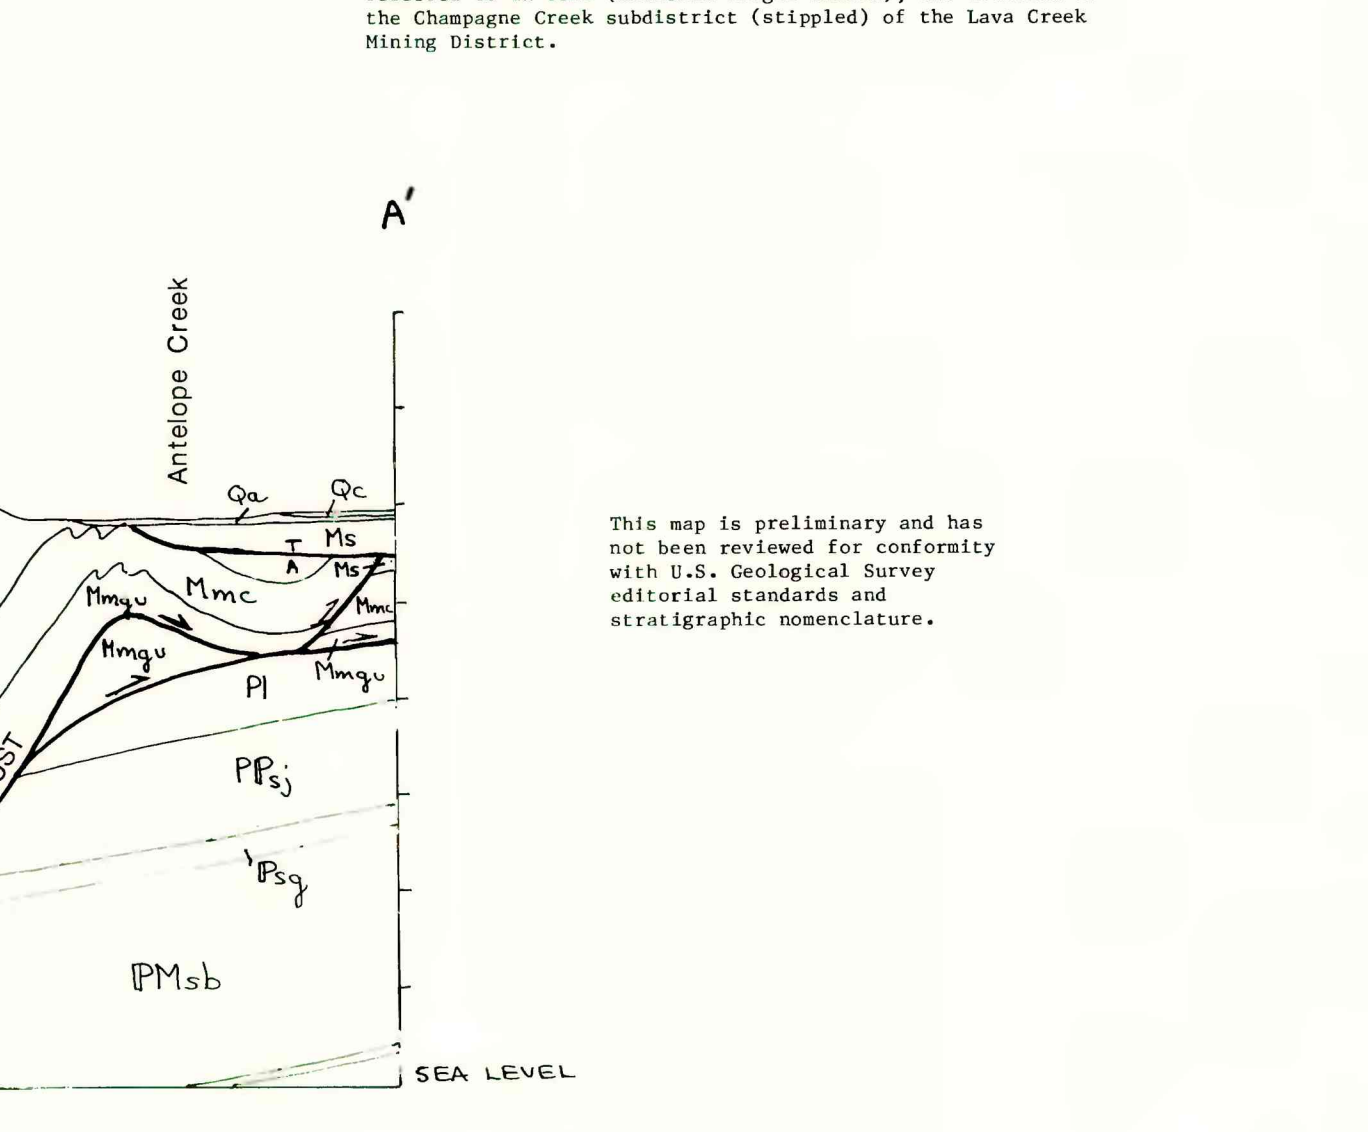 the Champagne Creek subdistrict (stippled) of the Lava Creek
Mining District.
A'
Antelope Creek
Qa
Qc
T
Ms
A
Ms
Mmc
Mmgu
Mmc
Mmgu
Mmgu
Pl
PℙSj
ℙsg
ℙMsb
SEA LEVEL
This map is preliminary and has
not been reviewed for conformity
with U.S. Geological Survey
editorial standards and
stratigraphic nomenclature.